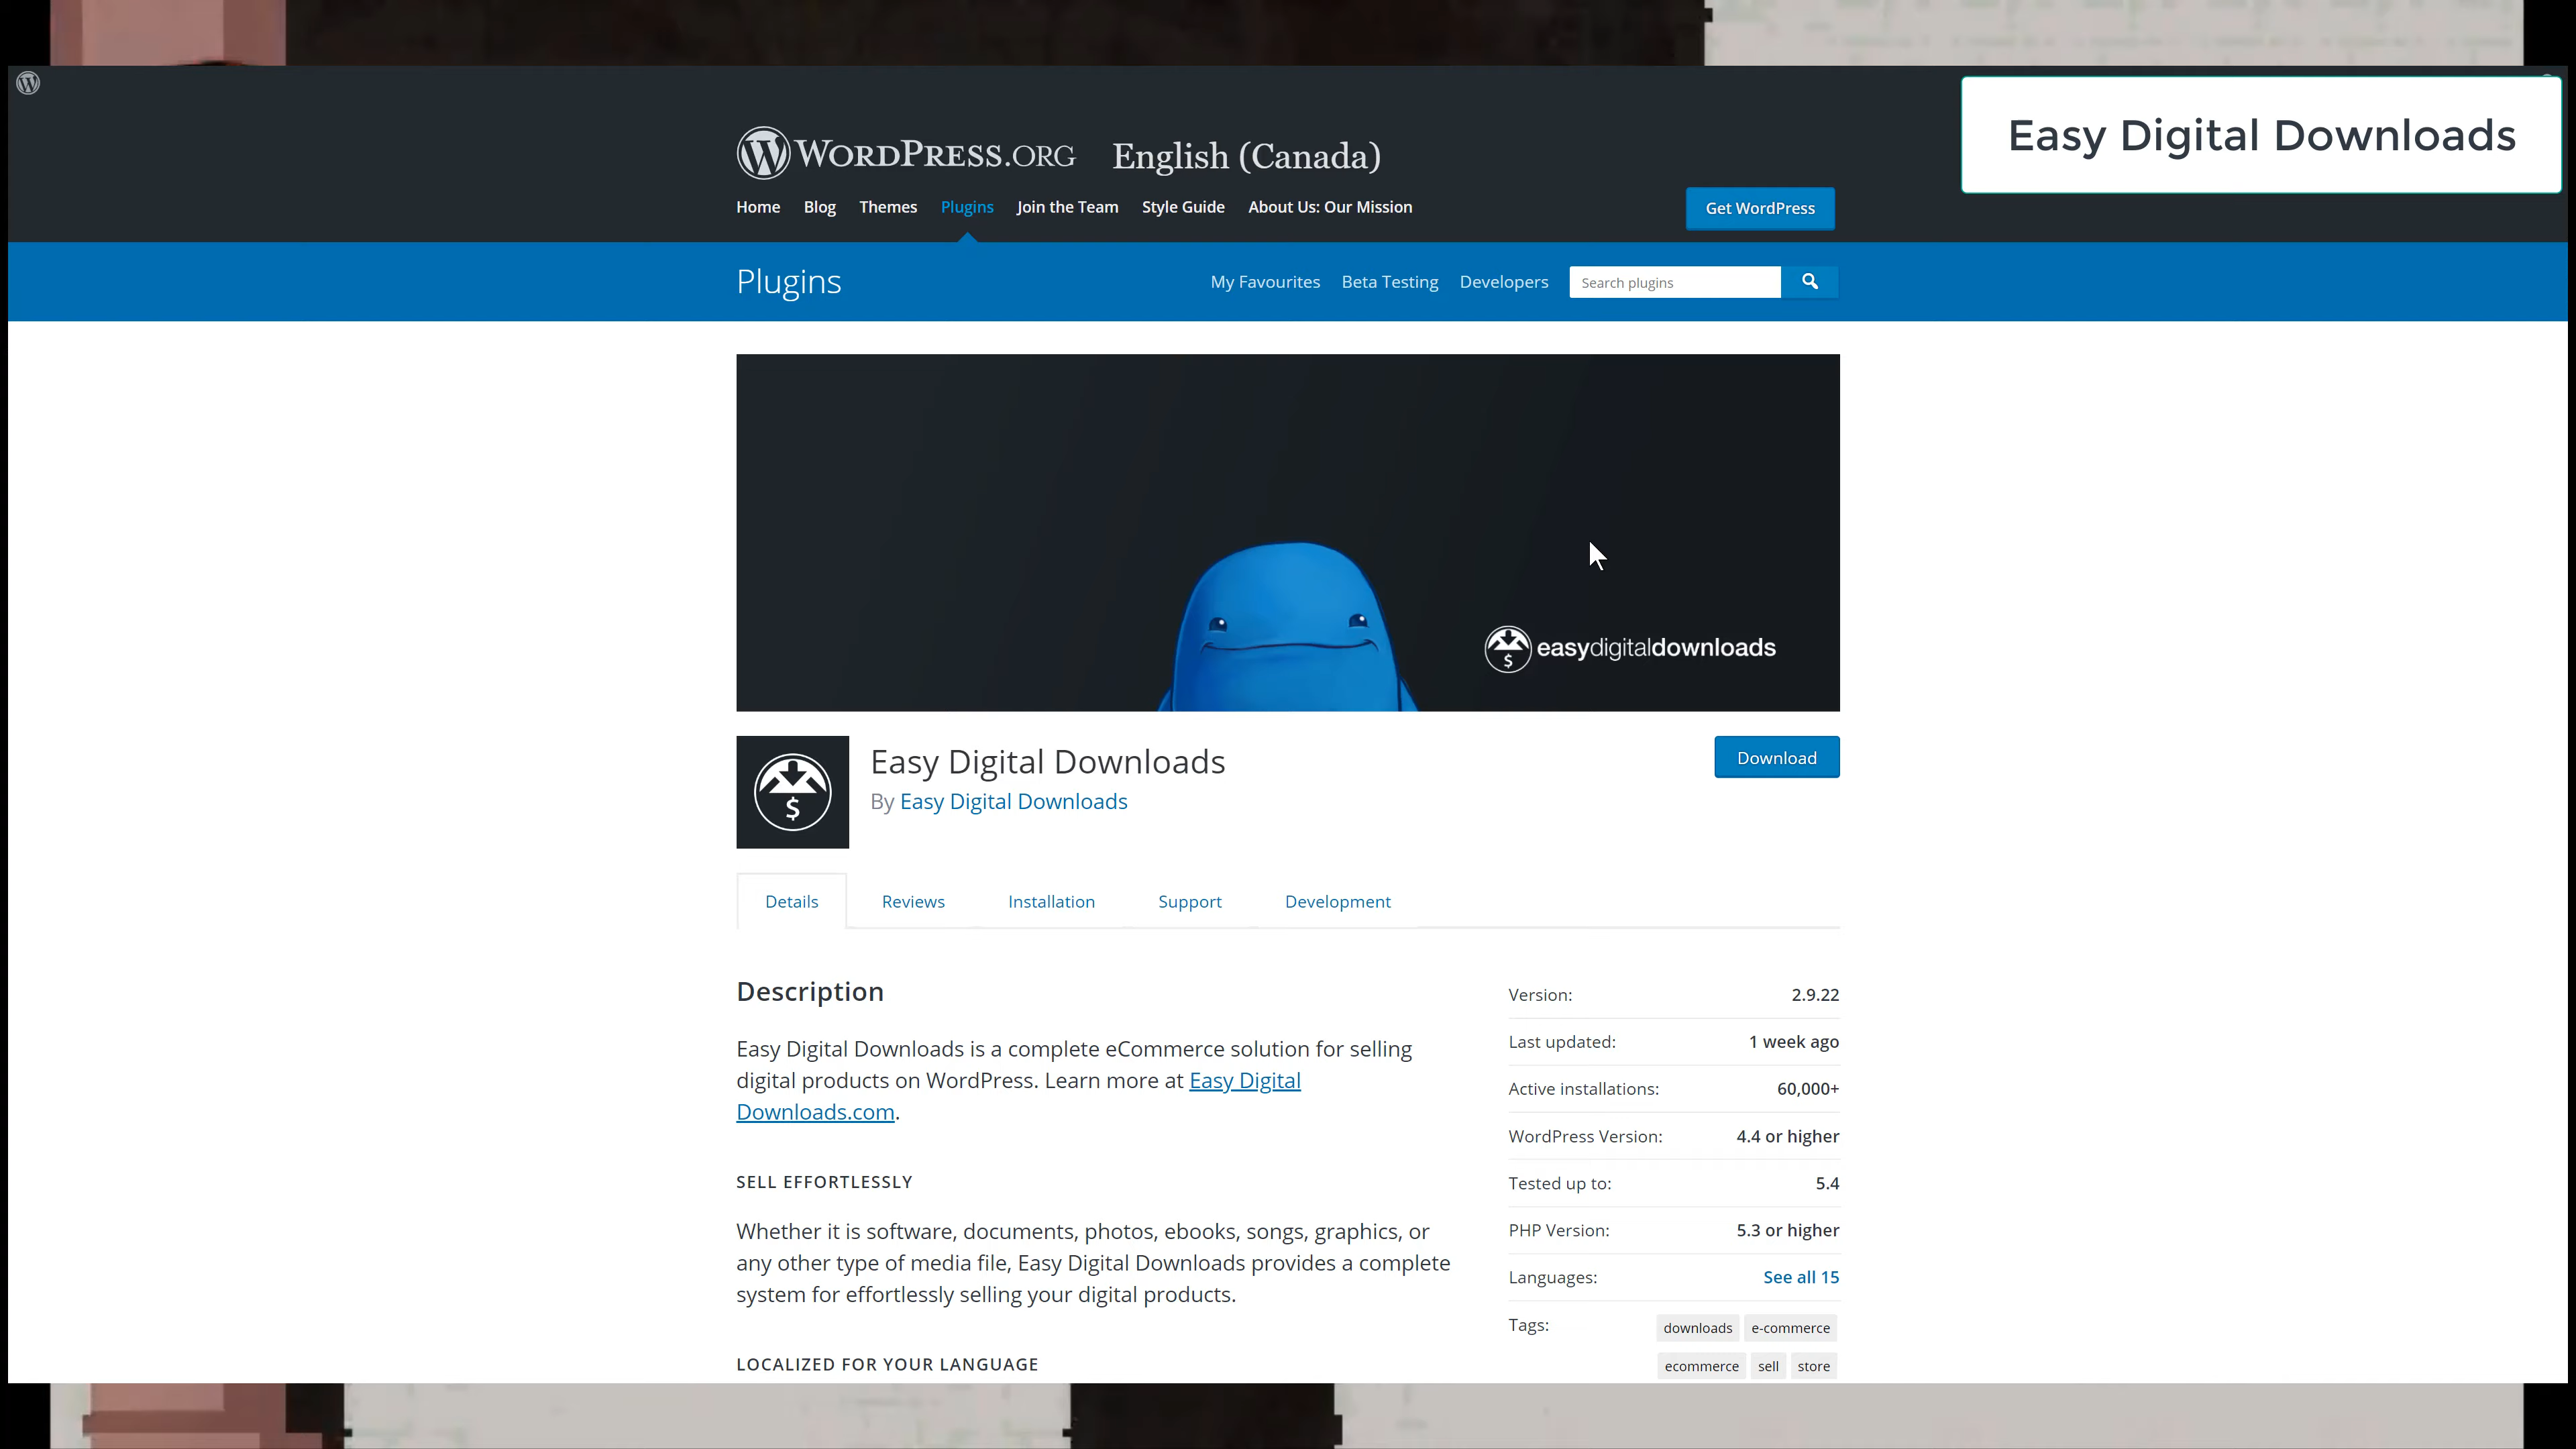 WORDPRESS.ORG English (Canada)
Easy Digital Downloads
Home Blog Themes Plugins Join the Team Style Guide About Us: Our Mission
Get WordPress
Plugins
My Favourites Beta Testing Developers Search plugins
easydigitaldownloads
Easy Digital Downloads
By Easy Digital Downloads
Download
Details Reviews Installation Support Development
Description
Easy Digital Downloads is a complete eCommerce solution for selling
digital products on WordPress. Learn more at Easy Digital
Downloads.com.
SELL EFFORTLESSLY
Whether it is software, documents, photos, ebooks, songs, graphics, or
any other type of media file, Easy Digital Downloads provides a complete
system for effortlessly selling your digital products.
LOCALIZED FOR YOUR LANGUAGE
Version: 2.9.22
Last updated: 1 week ago
Active installations: 60,000+
WordPress Version: 4.4 or higher
Tested up to: 5.4
PHP Version: 5.3 or higher
Languages: See all 15
Tags: downloads e-commerce
ecommerce sell store